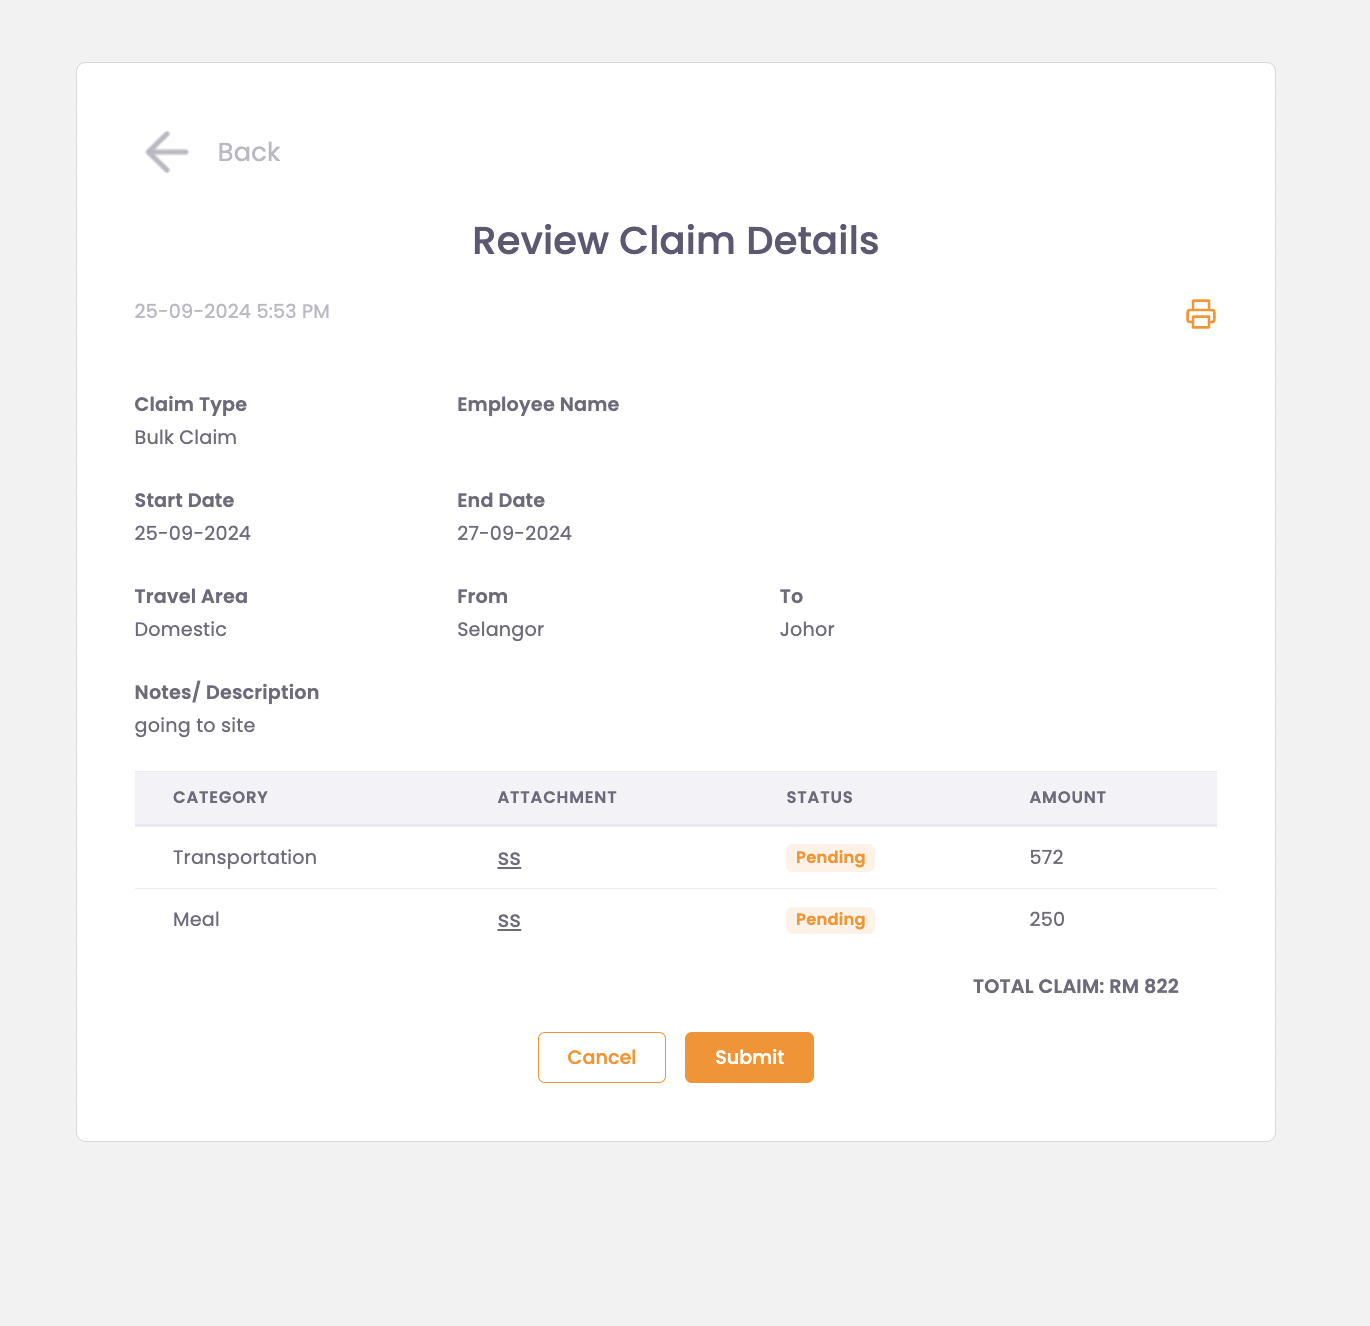 Back
Review Claim Details
25-09-2024 5:53 PM
Claim Type Employee Name
Bulk Claim
Start Date End Date
25-09-2024 27-09-2024
Travel Area From To
Domestic Selangor Johor
Notes/ Description
going to site
CATEGORY ATTACHMENT STATUS AMOUNT
Transportation ss Pending 572
Meal ss Pending 250
TOTAL CLAIM: RM 822
Cancel Submit